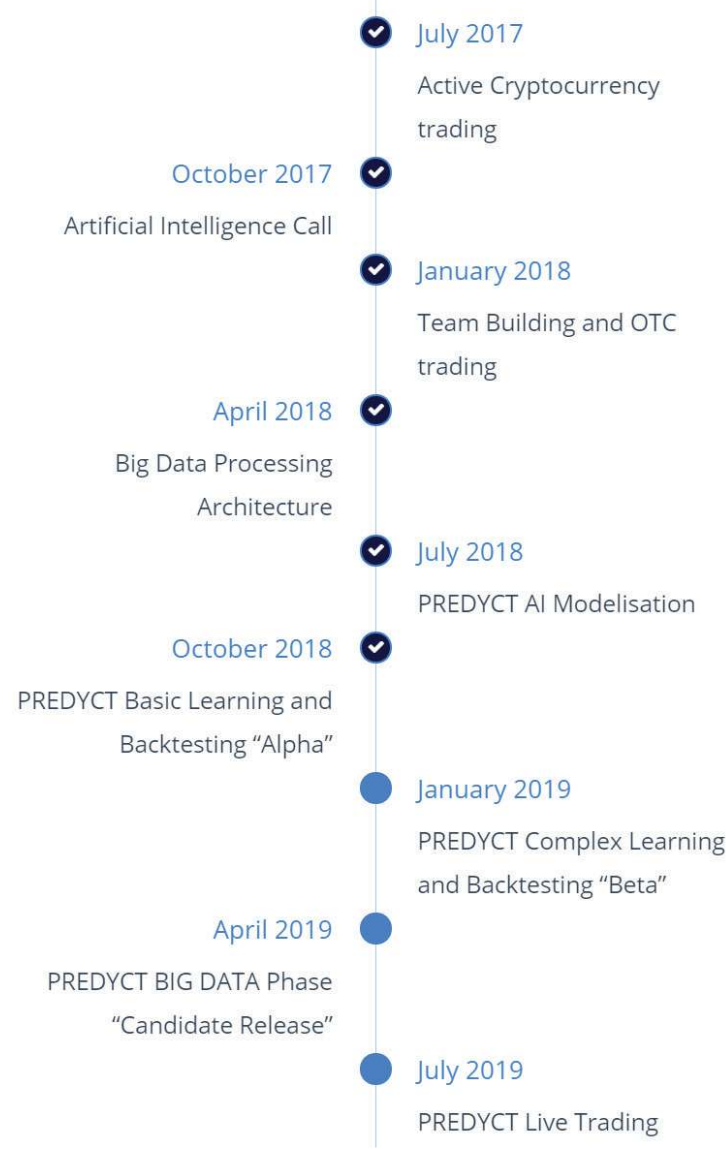 July 2017
Active Cryptocurrency
trading
October 2017
Artificial Intelligence Call
January 2018
Team Building and OTC
trading
April 2018
Big Data Processing
Architecture
July 2018
PREDYCT AI Modelisation
October 2018
PREDYCT Basic Learning and
Backtesting “Alpha”
January 2019
PREDYCT Complex Learning
and Backtesting “Beta”
April 2019
PREDYCT BIG DATA Phase
“Candidate Release”
July 2019
PREDYCT Live Trading